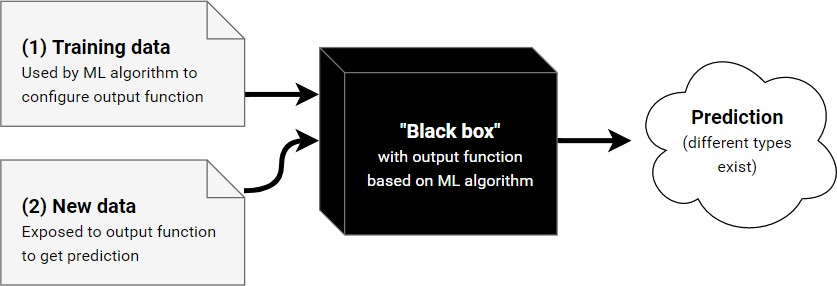 (1) Training data
Used by ML algorithm to
configure output function
(2) New data
Exposed to output function
to get prediction
"Black box"
with output function
based on ML algorithm
Prediction
(different types
exist)